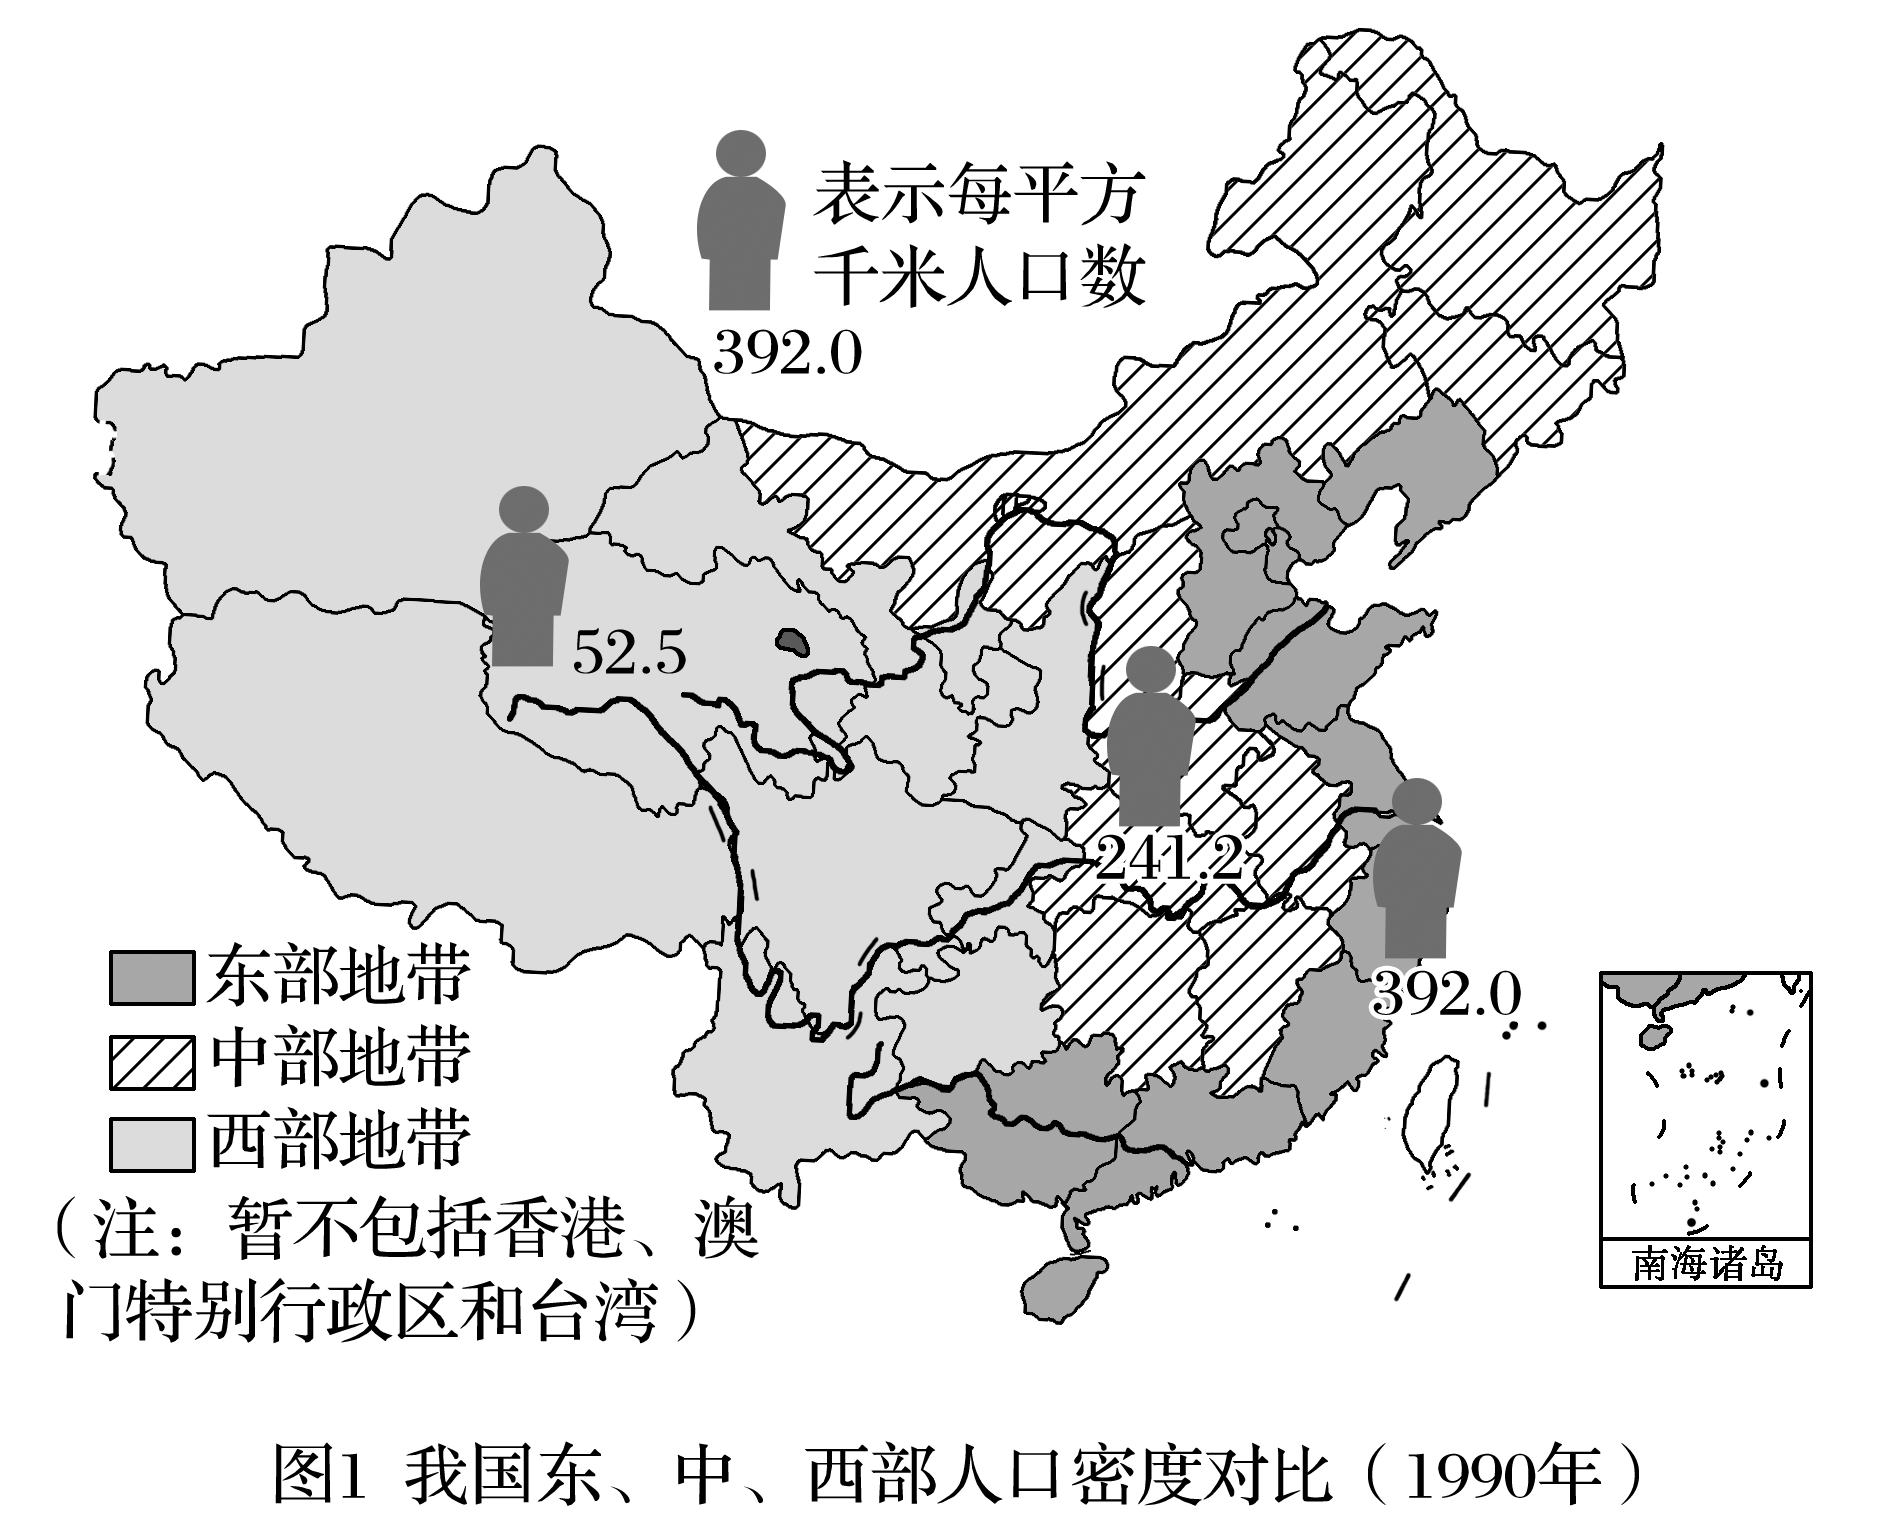 表示每平方
千米人口数
392.0
52.5
241.2
392.0
东部地带
中部地带
西部地带
（注：暂不包括香港、澳
门特别行政区和台湾）
南海诸岛
图1 我国东、中、西部人口密度对比（1990年）